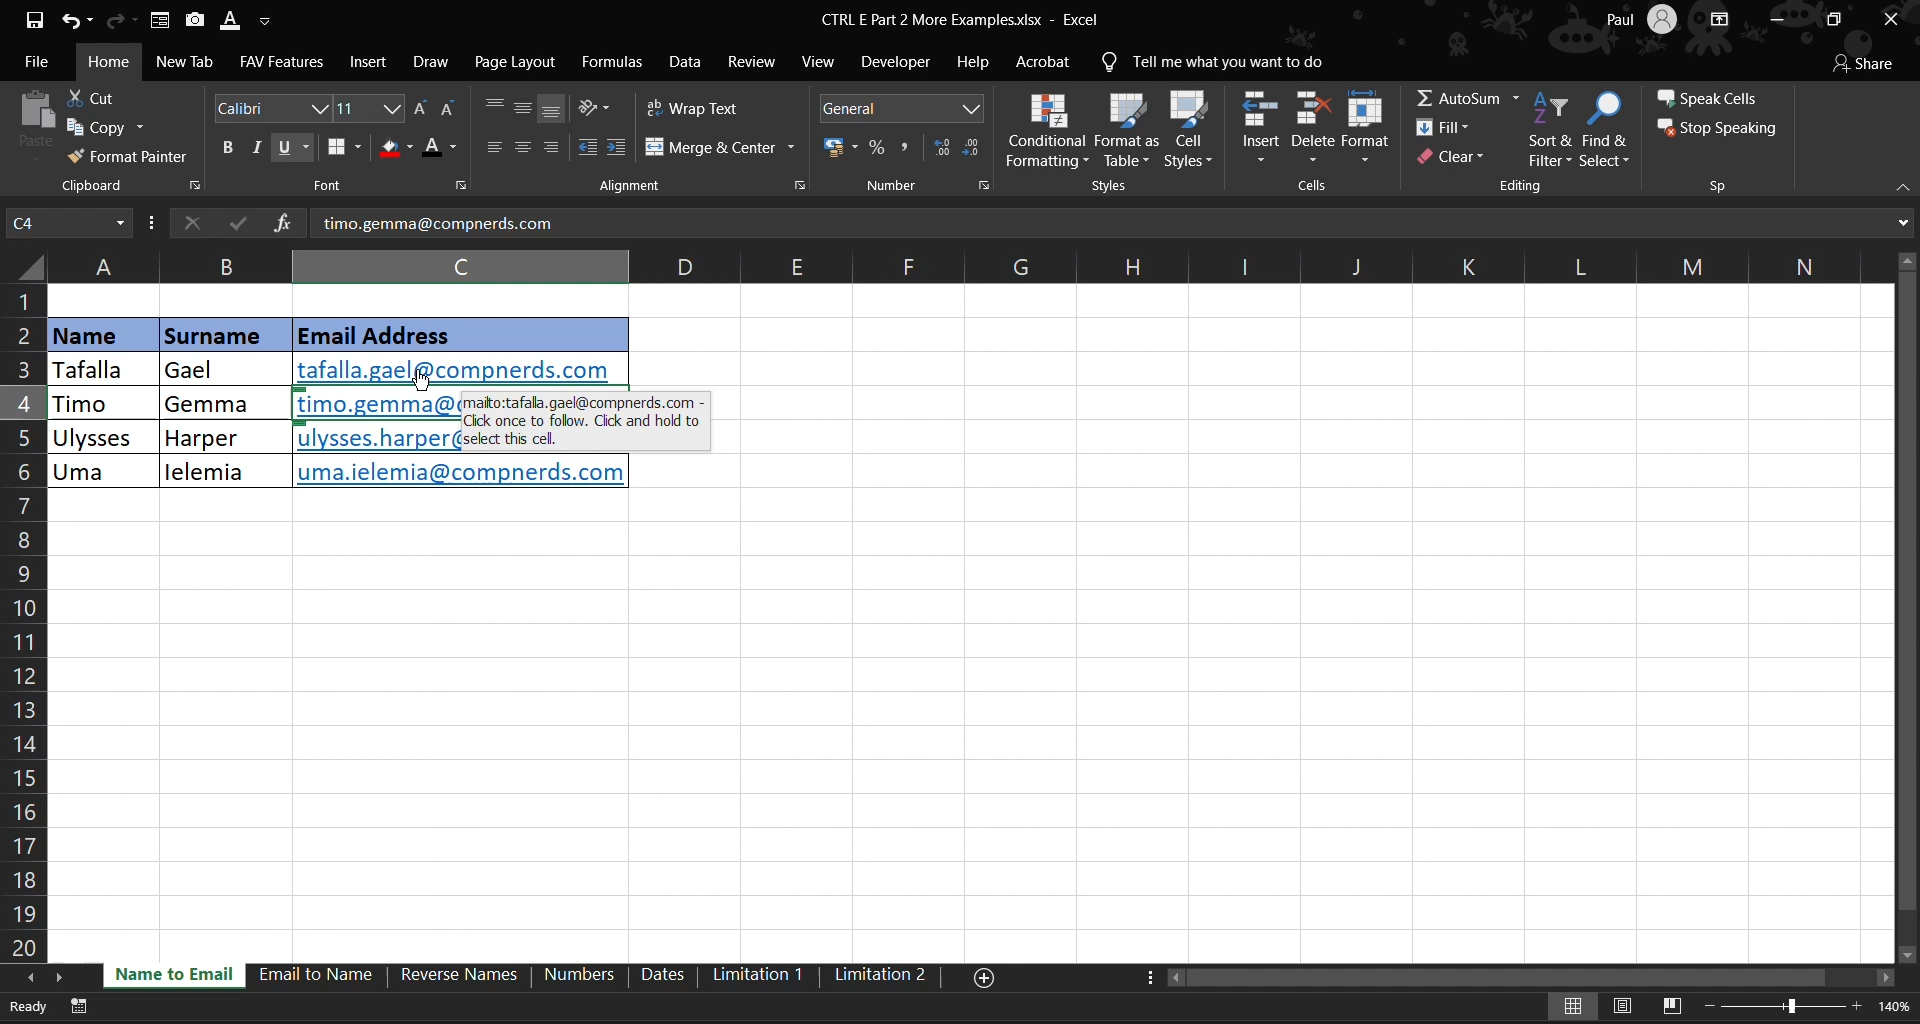 CTRL E Part 2 More Examples.xlsx - Excel
Paul
File Home New Tab FAV Features Insert Draw Page Layout Formulas Data Review View Developer Help Acrobat Tell me what you want to do Share
Paste
Cut
Copy
Format Painter
Clipboard
Calibri 11
B I U
Font
Wrap Text
Merge & Center
Alignment
General
Number
Conditional Formatting
Format as Table
Cell Styles
Styles
Insert Delete Format
Cells
AutoSum
Fill
Clear
Sort & Filter
Find & Select
Editing
Speak Cells
Stop Speaking
Sp
C4 fx timo.gemma@compnerds.com
A B C D E F G H I J K L M N
1
2 Name Surname Email Address
3 Tafalla Gael tafalla.gael@compnerds.com
4 Timo Gemma timo.gemma@
5 Ulysses Harper ulysses.harper@
6 Uma Ielemia uma.ielemia@compnerds.com
mailto:tafalla.gael@compnerds.com -
Click once to follow. Click and hold to
select this cell.
7
8
9
10
11
12
13
14
15
16
17
18
19
20
Name to Email Email to Name Reverse Names Numbers Dates Limitation 1 Limitation 2
Ready 140%